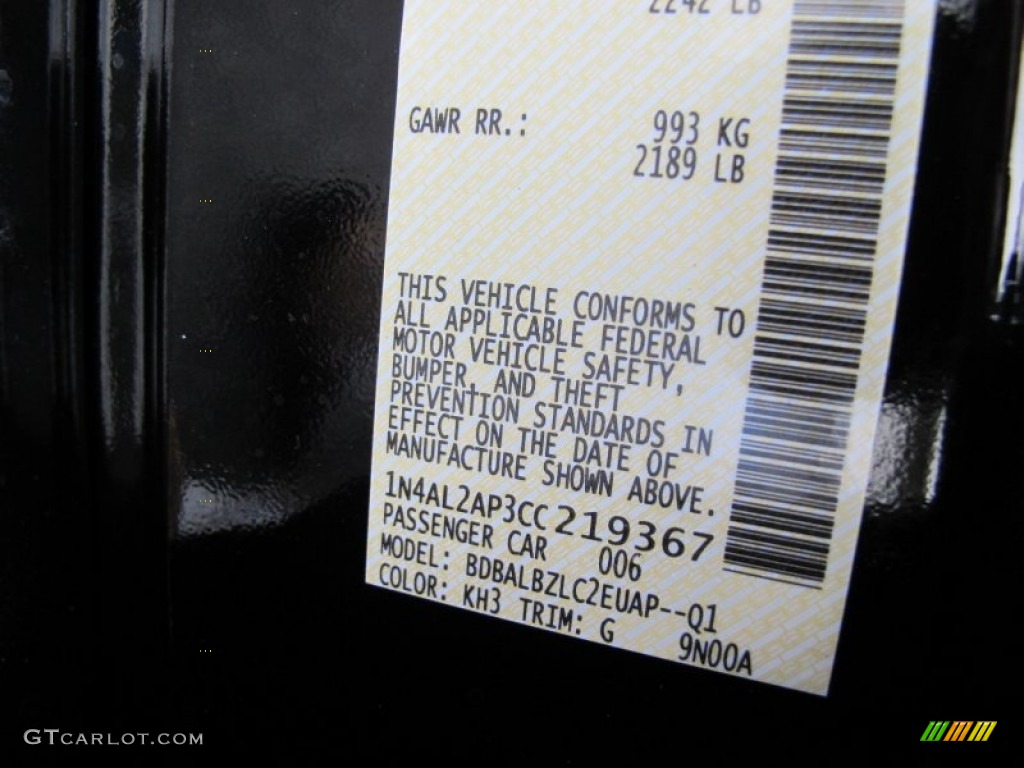 2242 LB
GAWR RR.: 993 KG
2189 LB
THIS VEHICLE CONFORMS TO
ALL APPLICABLE FEDERAL
MOTOR VEHICLE SAFETY,
BUMPER, AND THEFT
PREVENTION STANDARDS IN
EFFECT ON THE DATE OF
MANUFACTURE SHOWN ABOVE.
1N4AL2AP3CC219367
PASSENGER CAR 006
MODEL: BDBALBZLC2EUAP--Q1
COLOR: KH3 TRIM: G 9N00A
GTCARLOT.COM